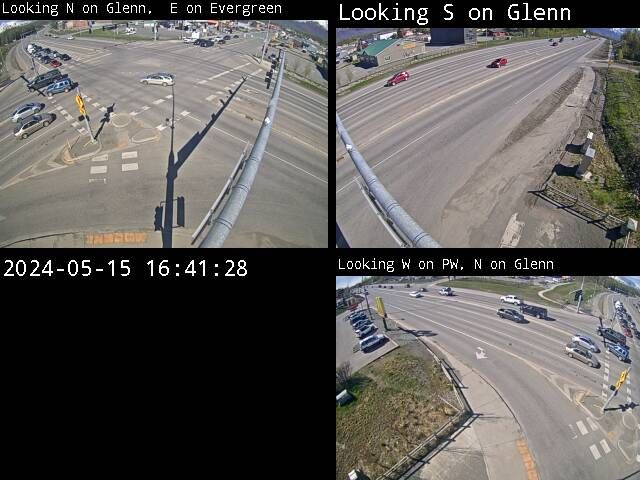 Looking N on Glenn,  E on Evergreen
Looking S on Glenn
2024-05-15 16:41:28
Looking W on PW, N on Glenn